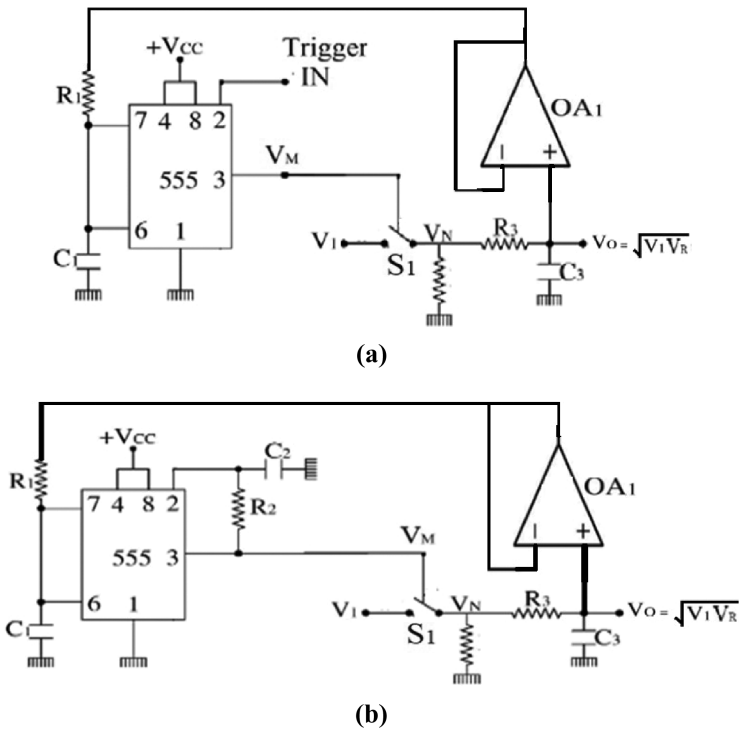 +VCC
Trigger
IN
R1
7 4 8 2
OA1
− +
555 3
VM
6 1
C1
V1
S1
VN
R3
VO = √V1VR
C3
(a)
+VCC
C2
R1
7 4 8 2
R2
OA1
− +
555 3
VM
6 1
C1
V1
S1
VN
R3
VO = √V1VR
C3
(b)